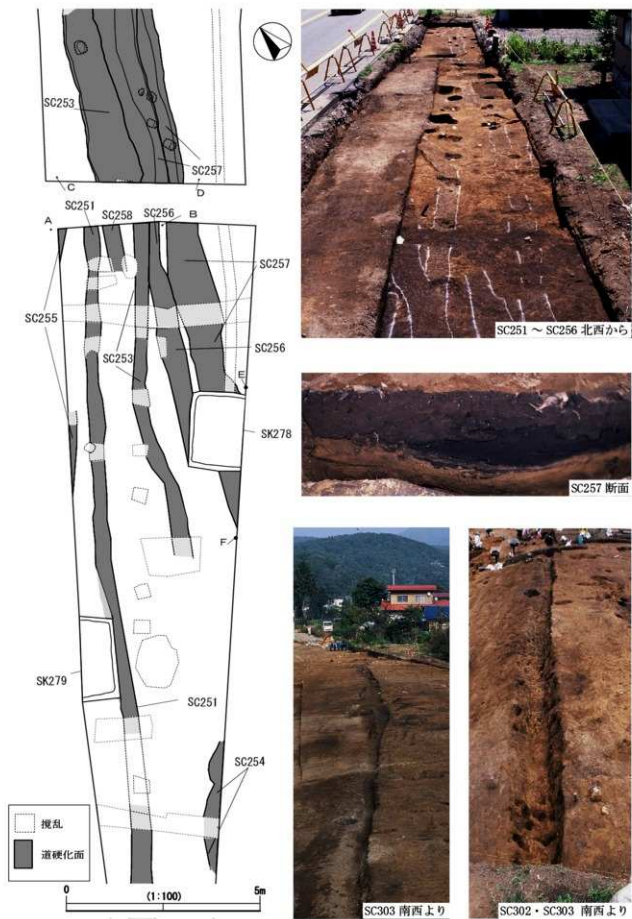 SC253
SC257
C
D
SC251
SC256
A
SC258
B
SC257
SC255
SC256
SC253
E
SK278
F
SK279
SC251
SC254
撹乱
道硬化面
0
(1:100)
5m
SC251 ～ SC256 北西から
SC257 断面
SC303 南西より
SC302・SC303 南西より